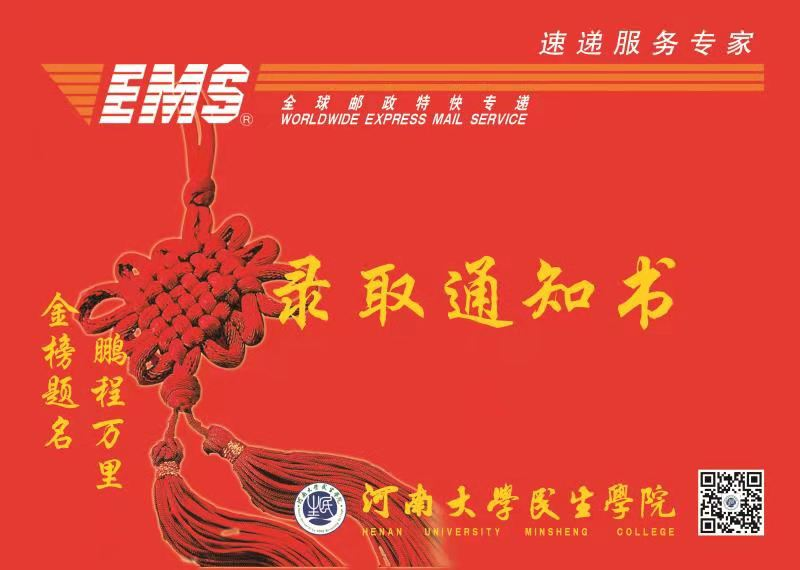 速递服务专家
EMS®
全球邮政特快专递
WORLDWIDE EXPRESS MAIL SERVICE
录取通知书
金榜题名
鹏程万里
河南大学民生学院
HENAN UNIVERSITY MINSHENG COLLEGE